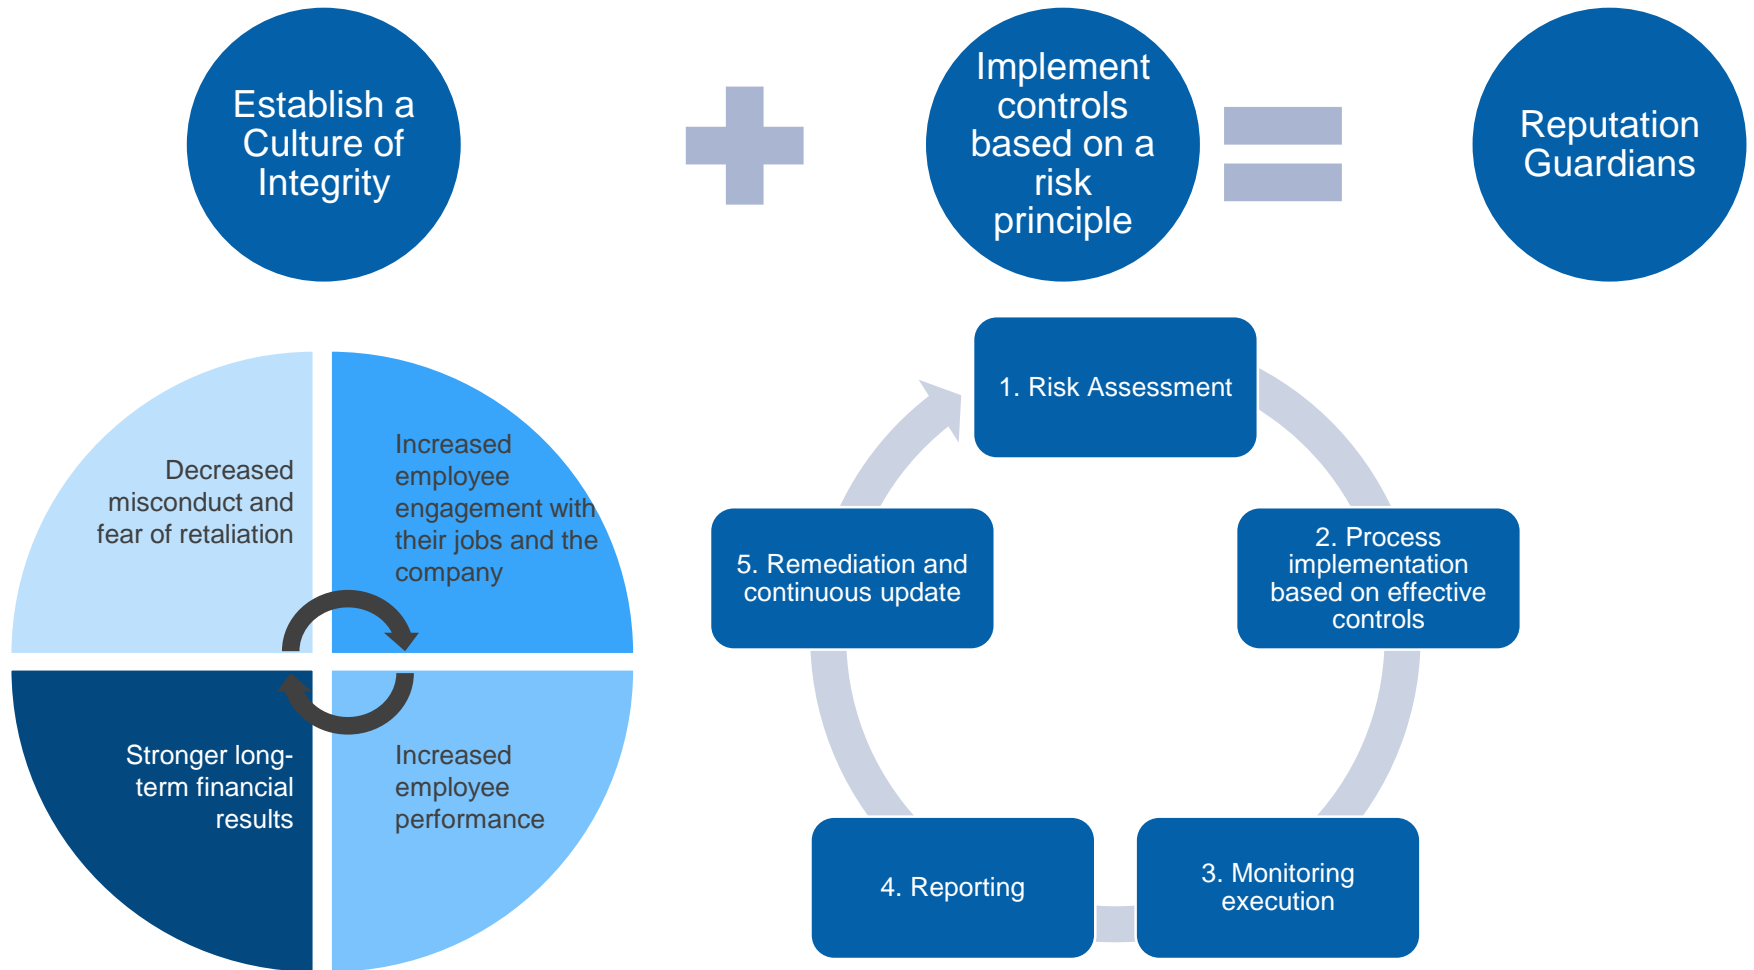 Establish a
Culture of
Integrity
Implement
controls
based on a
risk
principle
Reputation
Guardians
Decreased
misconduct and
fear of retaliation
Increased
employee
engagement with
their jobs and the
company
Stronger long-
term financial
results
Increased
employee
performance
1. Risk Assessment
2. Process
implementation
based on effective
controls
3. Monitoring
execution
4. Reporting
5. Remediation and
continuous update